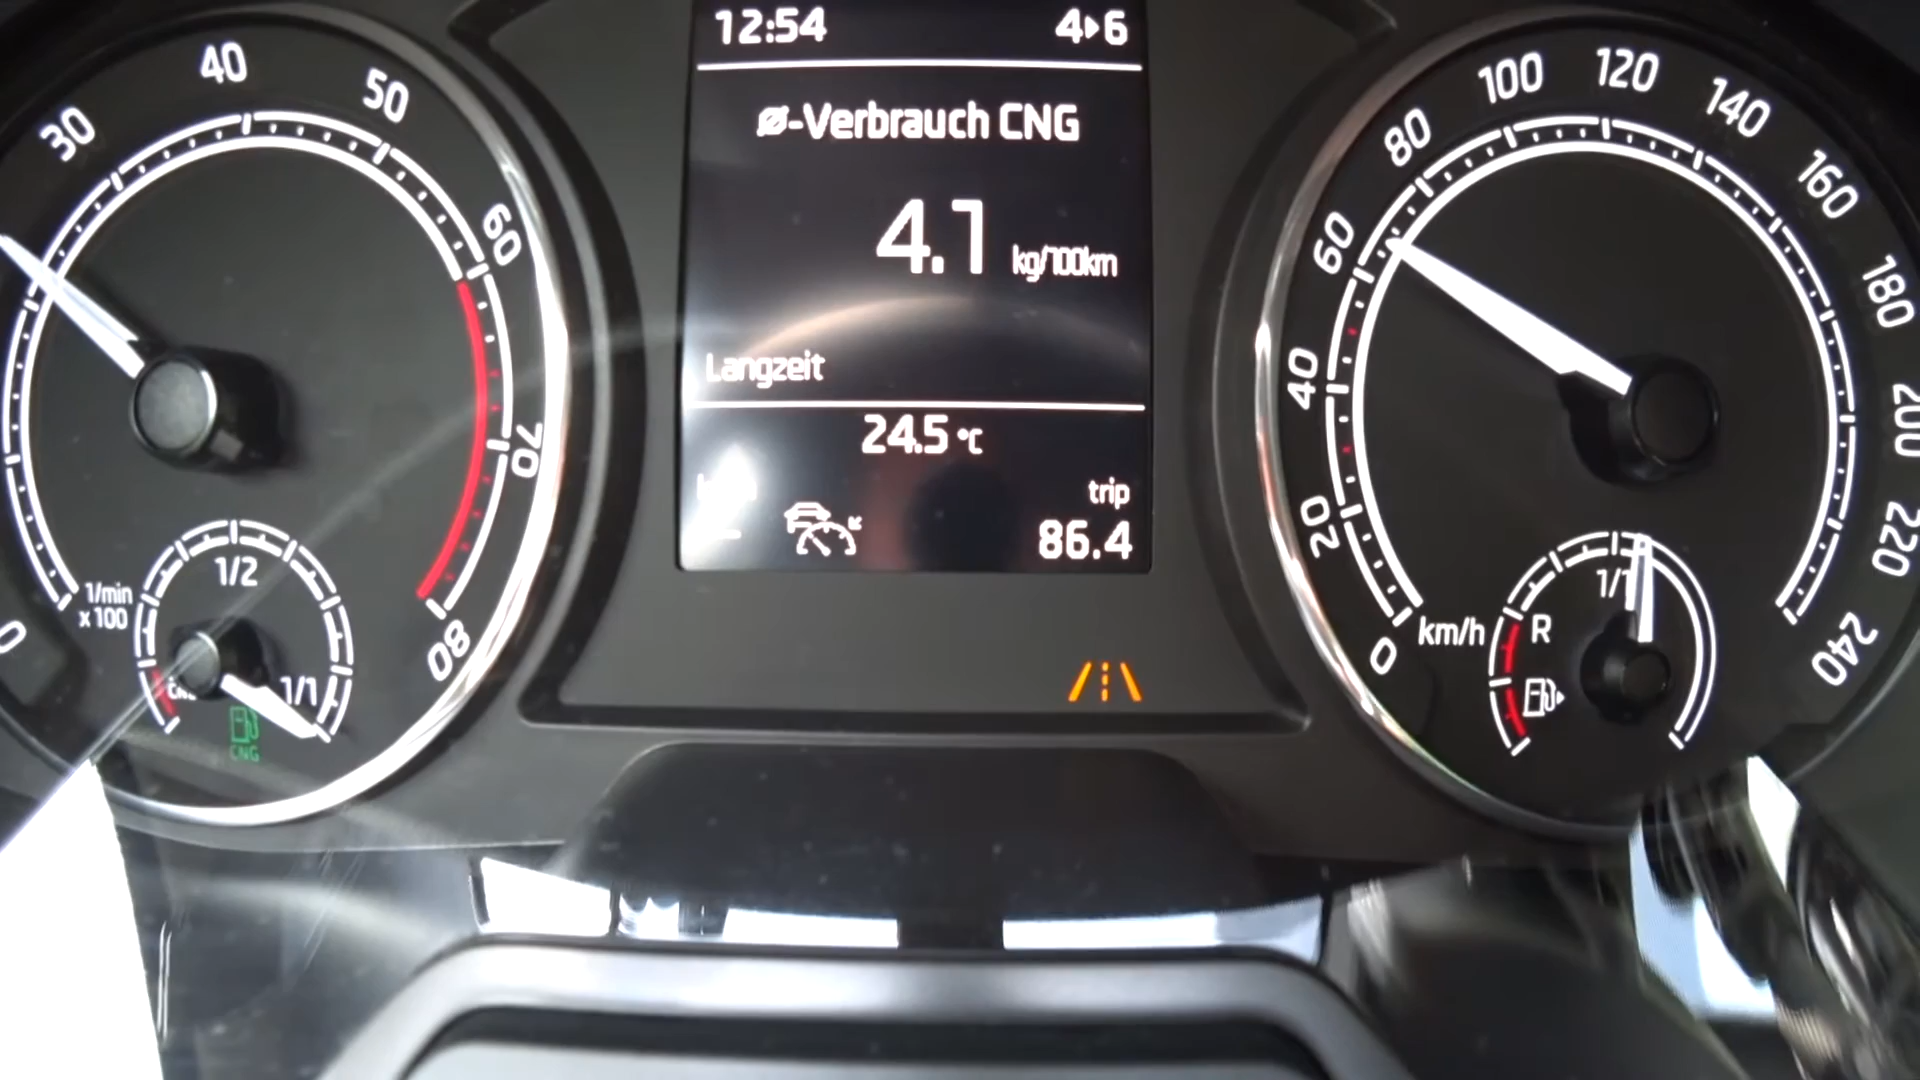 12:54 4▸6
ø-Verbrauch CNG
4.1 kg/100km
Langzeit
24.5 °C
trip
86.4
30
40
50
60
70
80
1/min
x 100
0
1/2
1/1
CNG
0
20
40
60
80
100
120
140
160
180
200
220
240
km/h
R